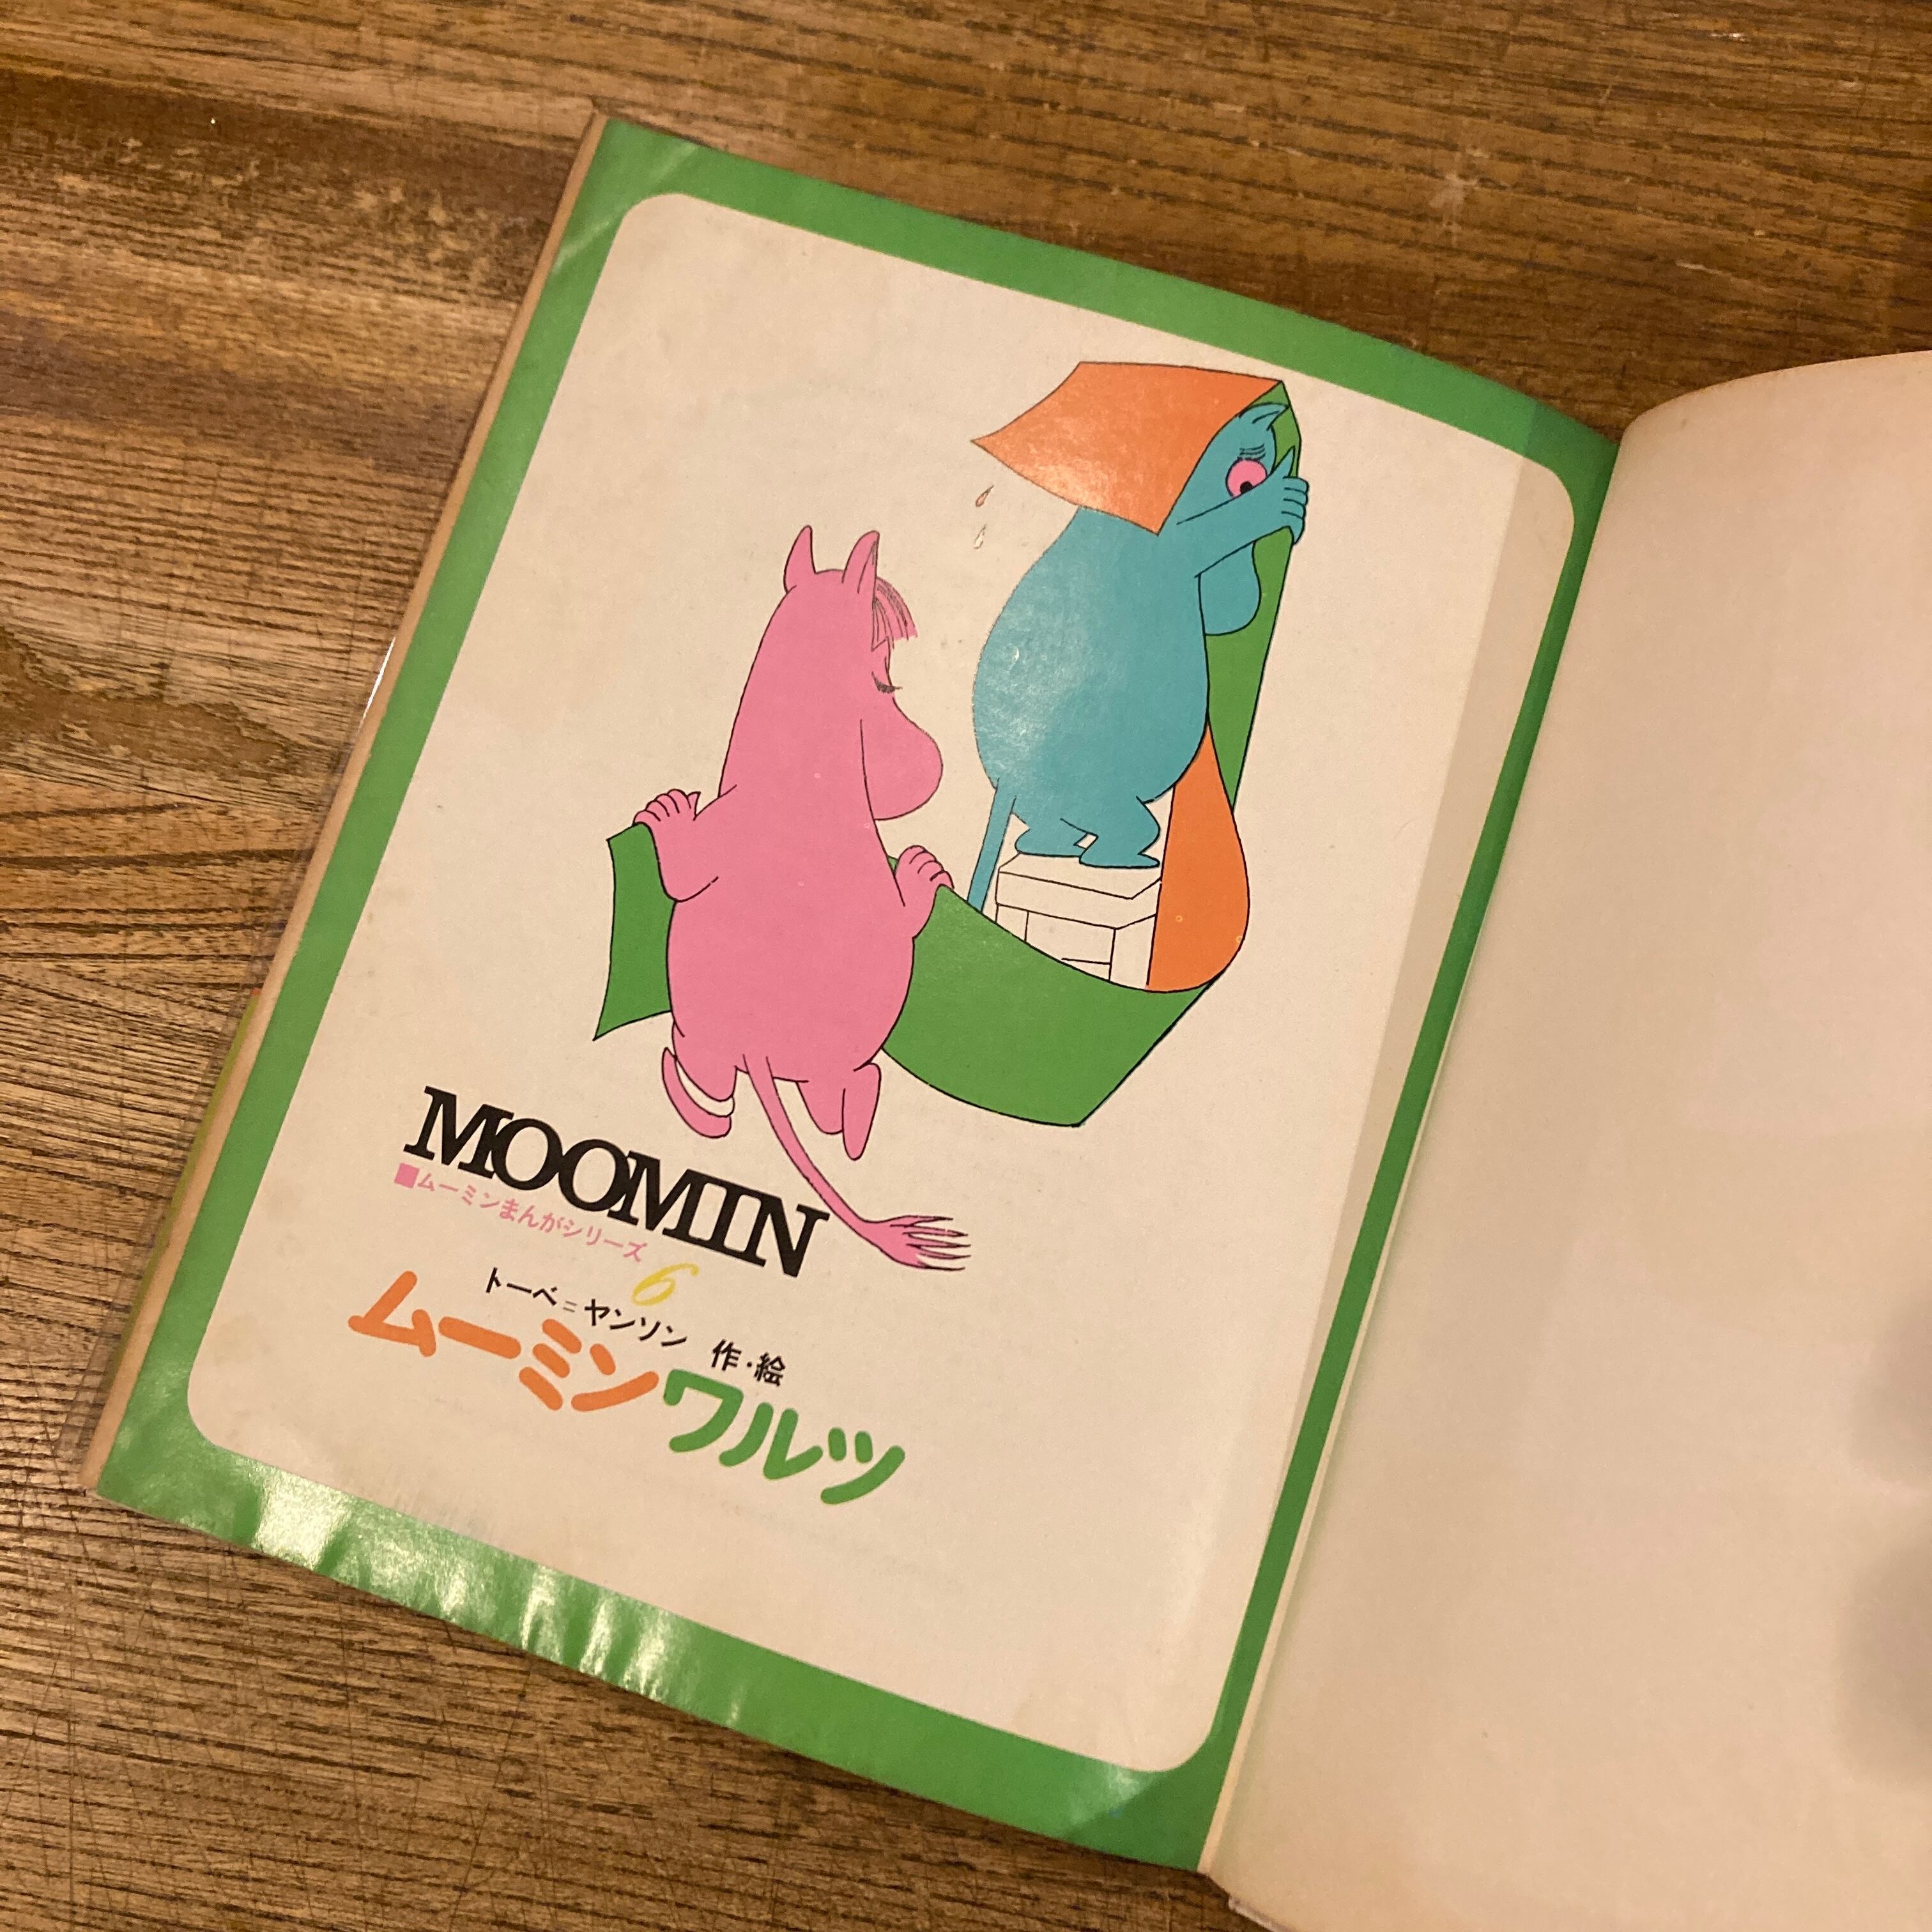 MOOMIN
■ムーミンまんがシリーズ
6
トーベ=ヤンソン 作・絵
ムーミンワルツ